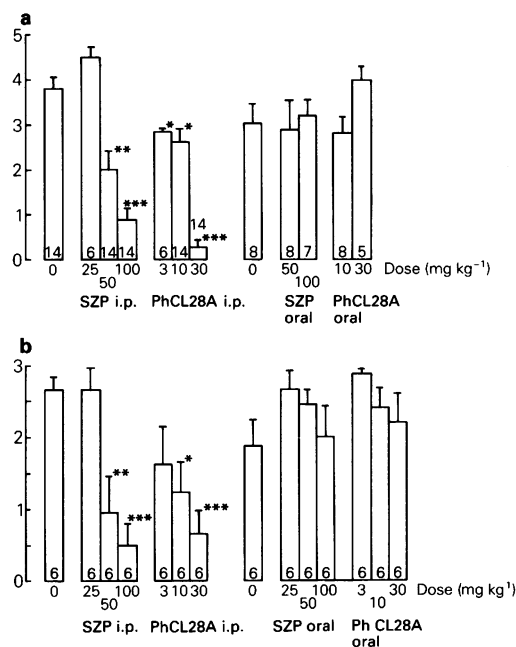 a
5
4
3
2
1
0
* *
** ***
***
14 6 14 14 6 14 14 8 8 7 8 5
0 25 100 3 10 30 0 50 10 30 Dose (mg kg⁻¹)
50 100
SZP i.p. PhCL28A i.p. SZP PhCL28A
oral oral
b
3
2
1
0
** *
*** ***
6 6 6 6 6 6 6 6 6 6 6 6 6 6
0 25 100 3 10 30 0 25 100 3 30 Dose (mg kg¹)
50 50 10
SZP i.p. PhCL28A i.p. SZP oral Ph CL28A
oral